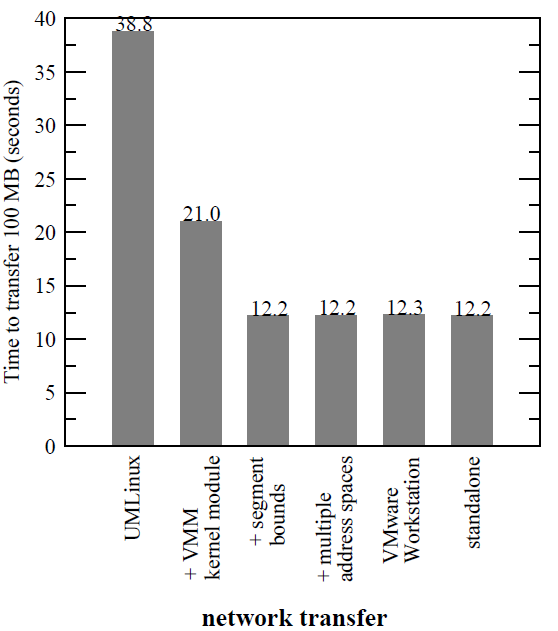 Time to transfer 100 MB (seconds)
40
35
30
25
20
15
10
5
0
38.8
21.0
12.2
12.2
12.3
12.2
UMLinux
+ VMM
kernel module
+ segment
bounds
+ multiple
address spaces
VMware
Workstation
standalone
network transfer